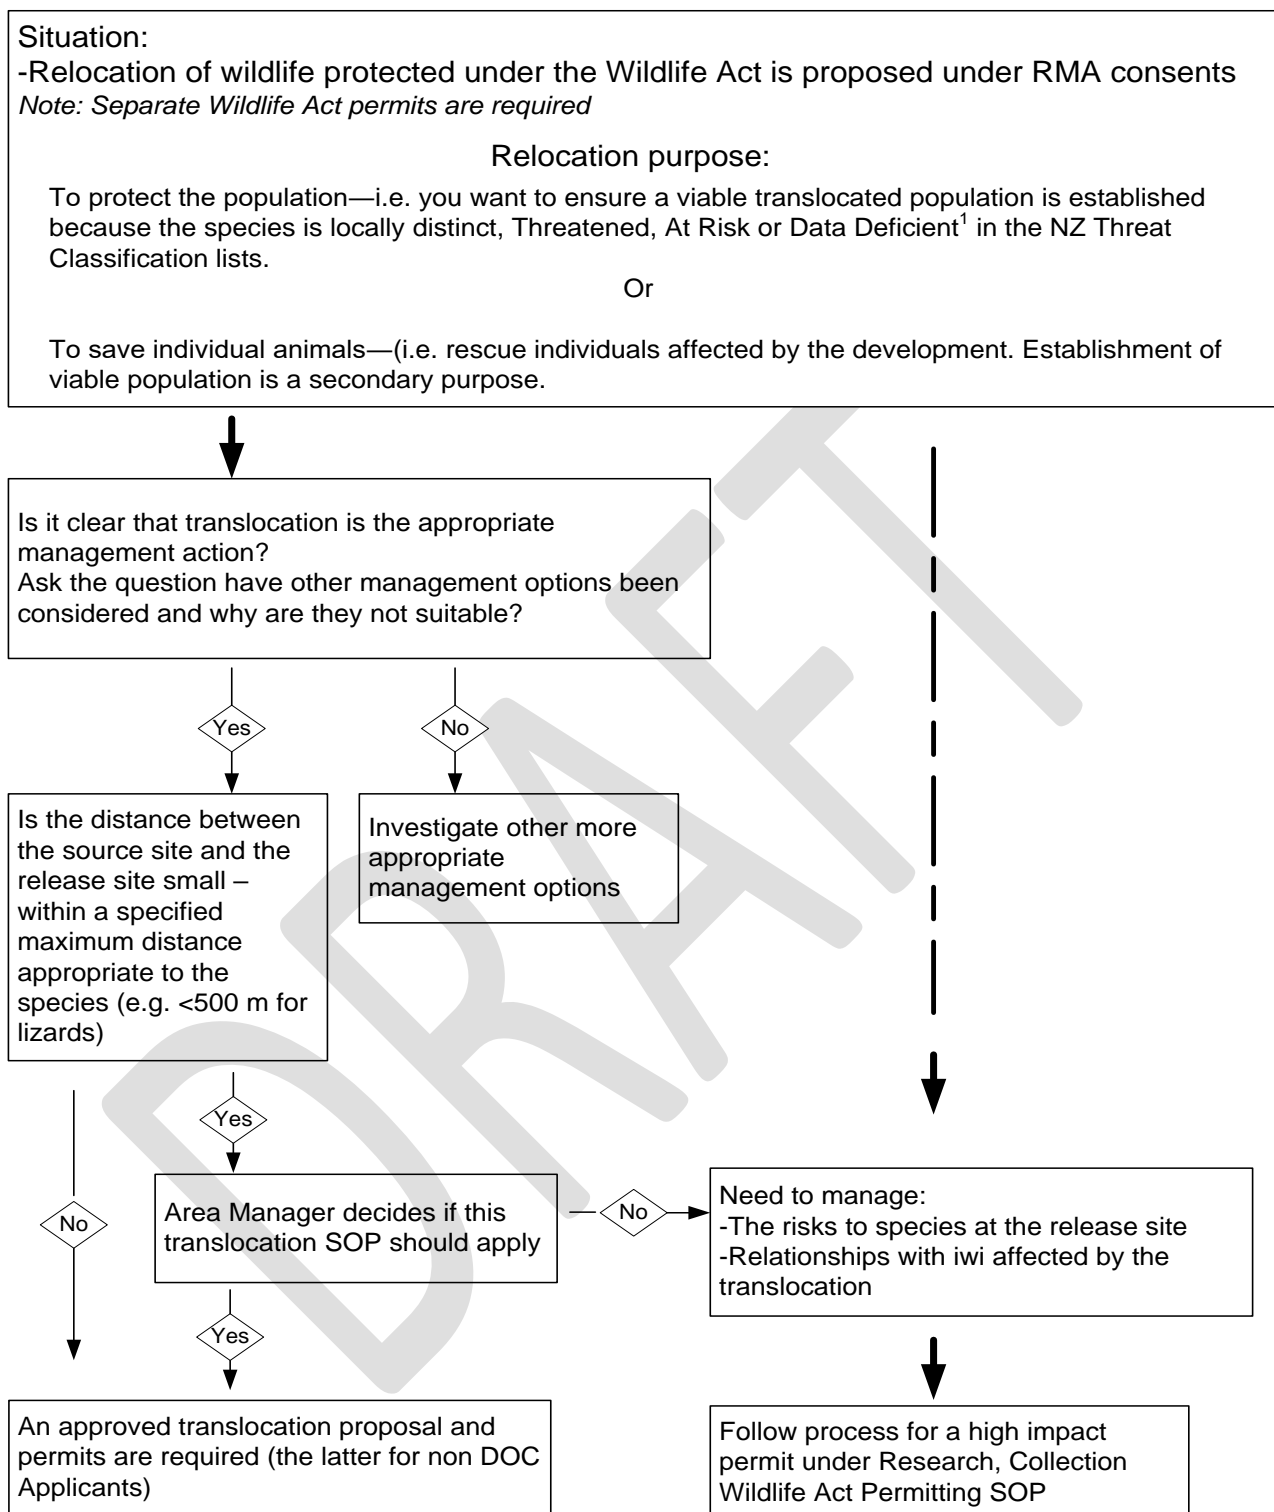 Situation:
-Relocation of wildlife protected under the Wildlife Act is proposed under RMA consents
Note: Separate Wildlife Act permits are required
Relocation purpose:
To protect the population—i.e. you want to ensure a viable translocated population is established
because the species is locally distinct, Threatened, At Risk or Data Deficient1 in the NZ Threat
Classification lists.
Or
To save individual animals—(i.e. rescue individuals affected by the development. Establishment of
viable population is a secondary purpose.
Is it clear that translocation is the appropriate
management action?
Ask the question have other management options been
considered and why are they not suitable?
Yes
No
Is the distance between
the source site and the
release site small –
within a specified
maximum distance
appropriate to the
species (e.g. <500 m for
lizards)
Investigate other more
appropriate
management options
Yes
No
Area Manager decides if this
translocation SOP should apply
No
Need to manage:
-The risks to species at the release site
-Relationships with iwi affected by the
translocation
Yes
An approved translocation proposal and
permits are required (the latter for non DOC
Applicants)
Follow process for a high impact
permit under Research, Collection
Wildlife Act Permitting SOP
DRAFT